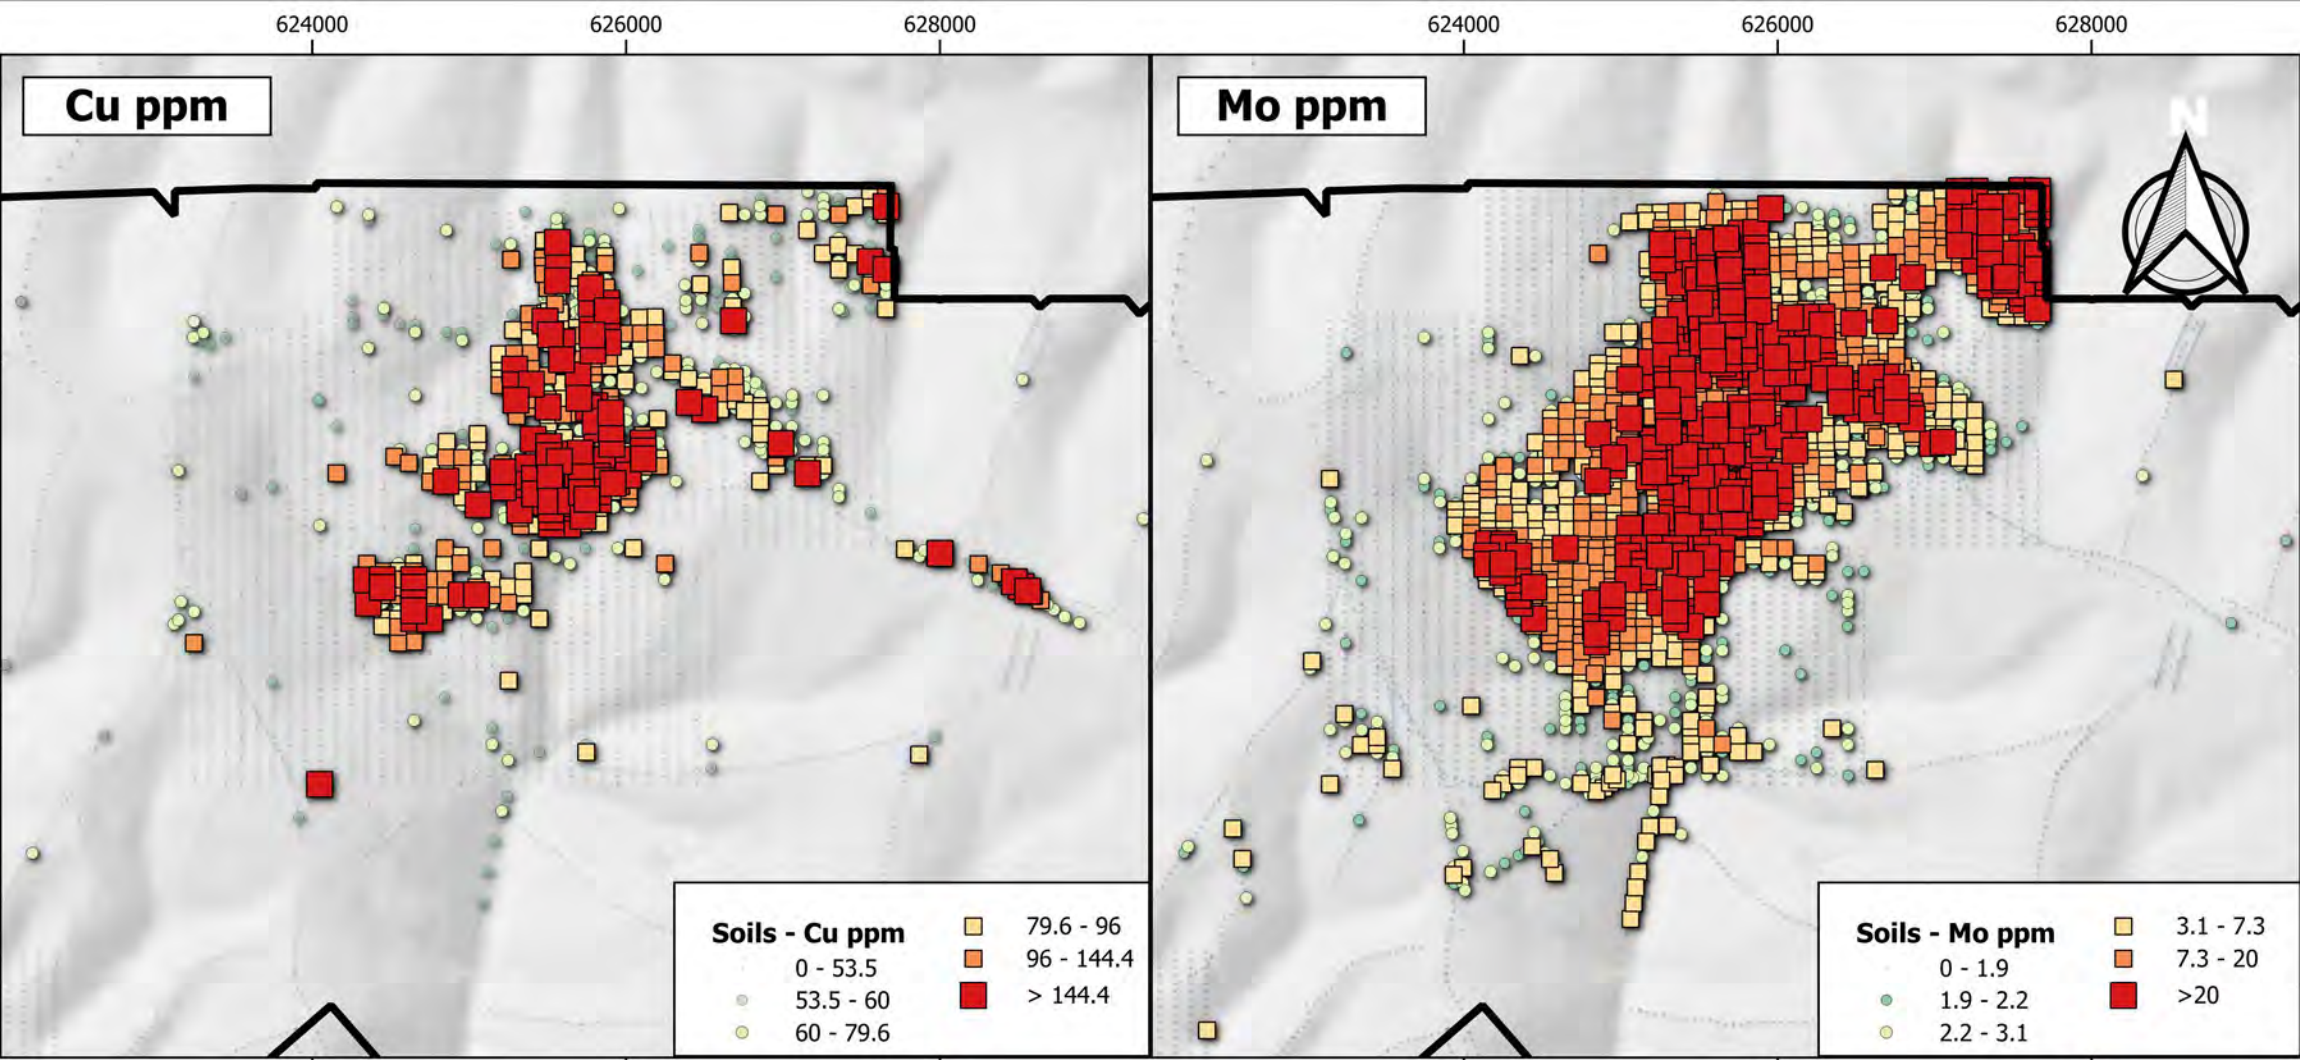 624000 626000 628000 624000 626000 628000
Cu ppm
Mo ppm
N
Soils - Cu ppm
0 - 53.5
53.5 - 60
60 - 79.6
79.6 - 96
96 - 144.4
> 144.4
Soils - Mo ppm
0 - 1.9
1.9 - 2.2
2.2 - 3.1
3.1 - 7.3
7.3 - 20
>20